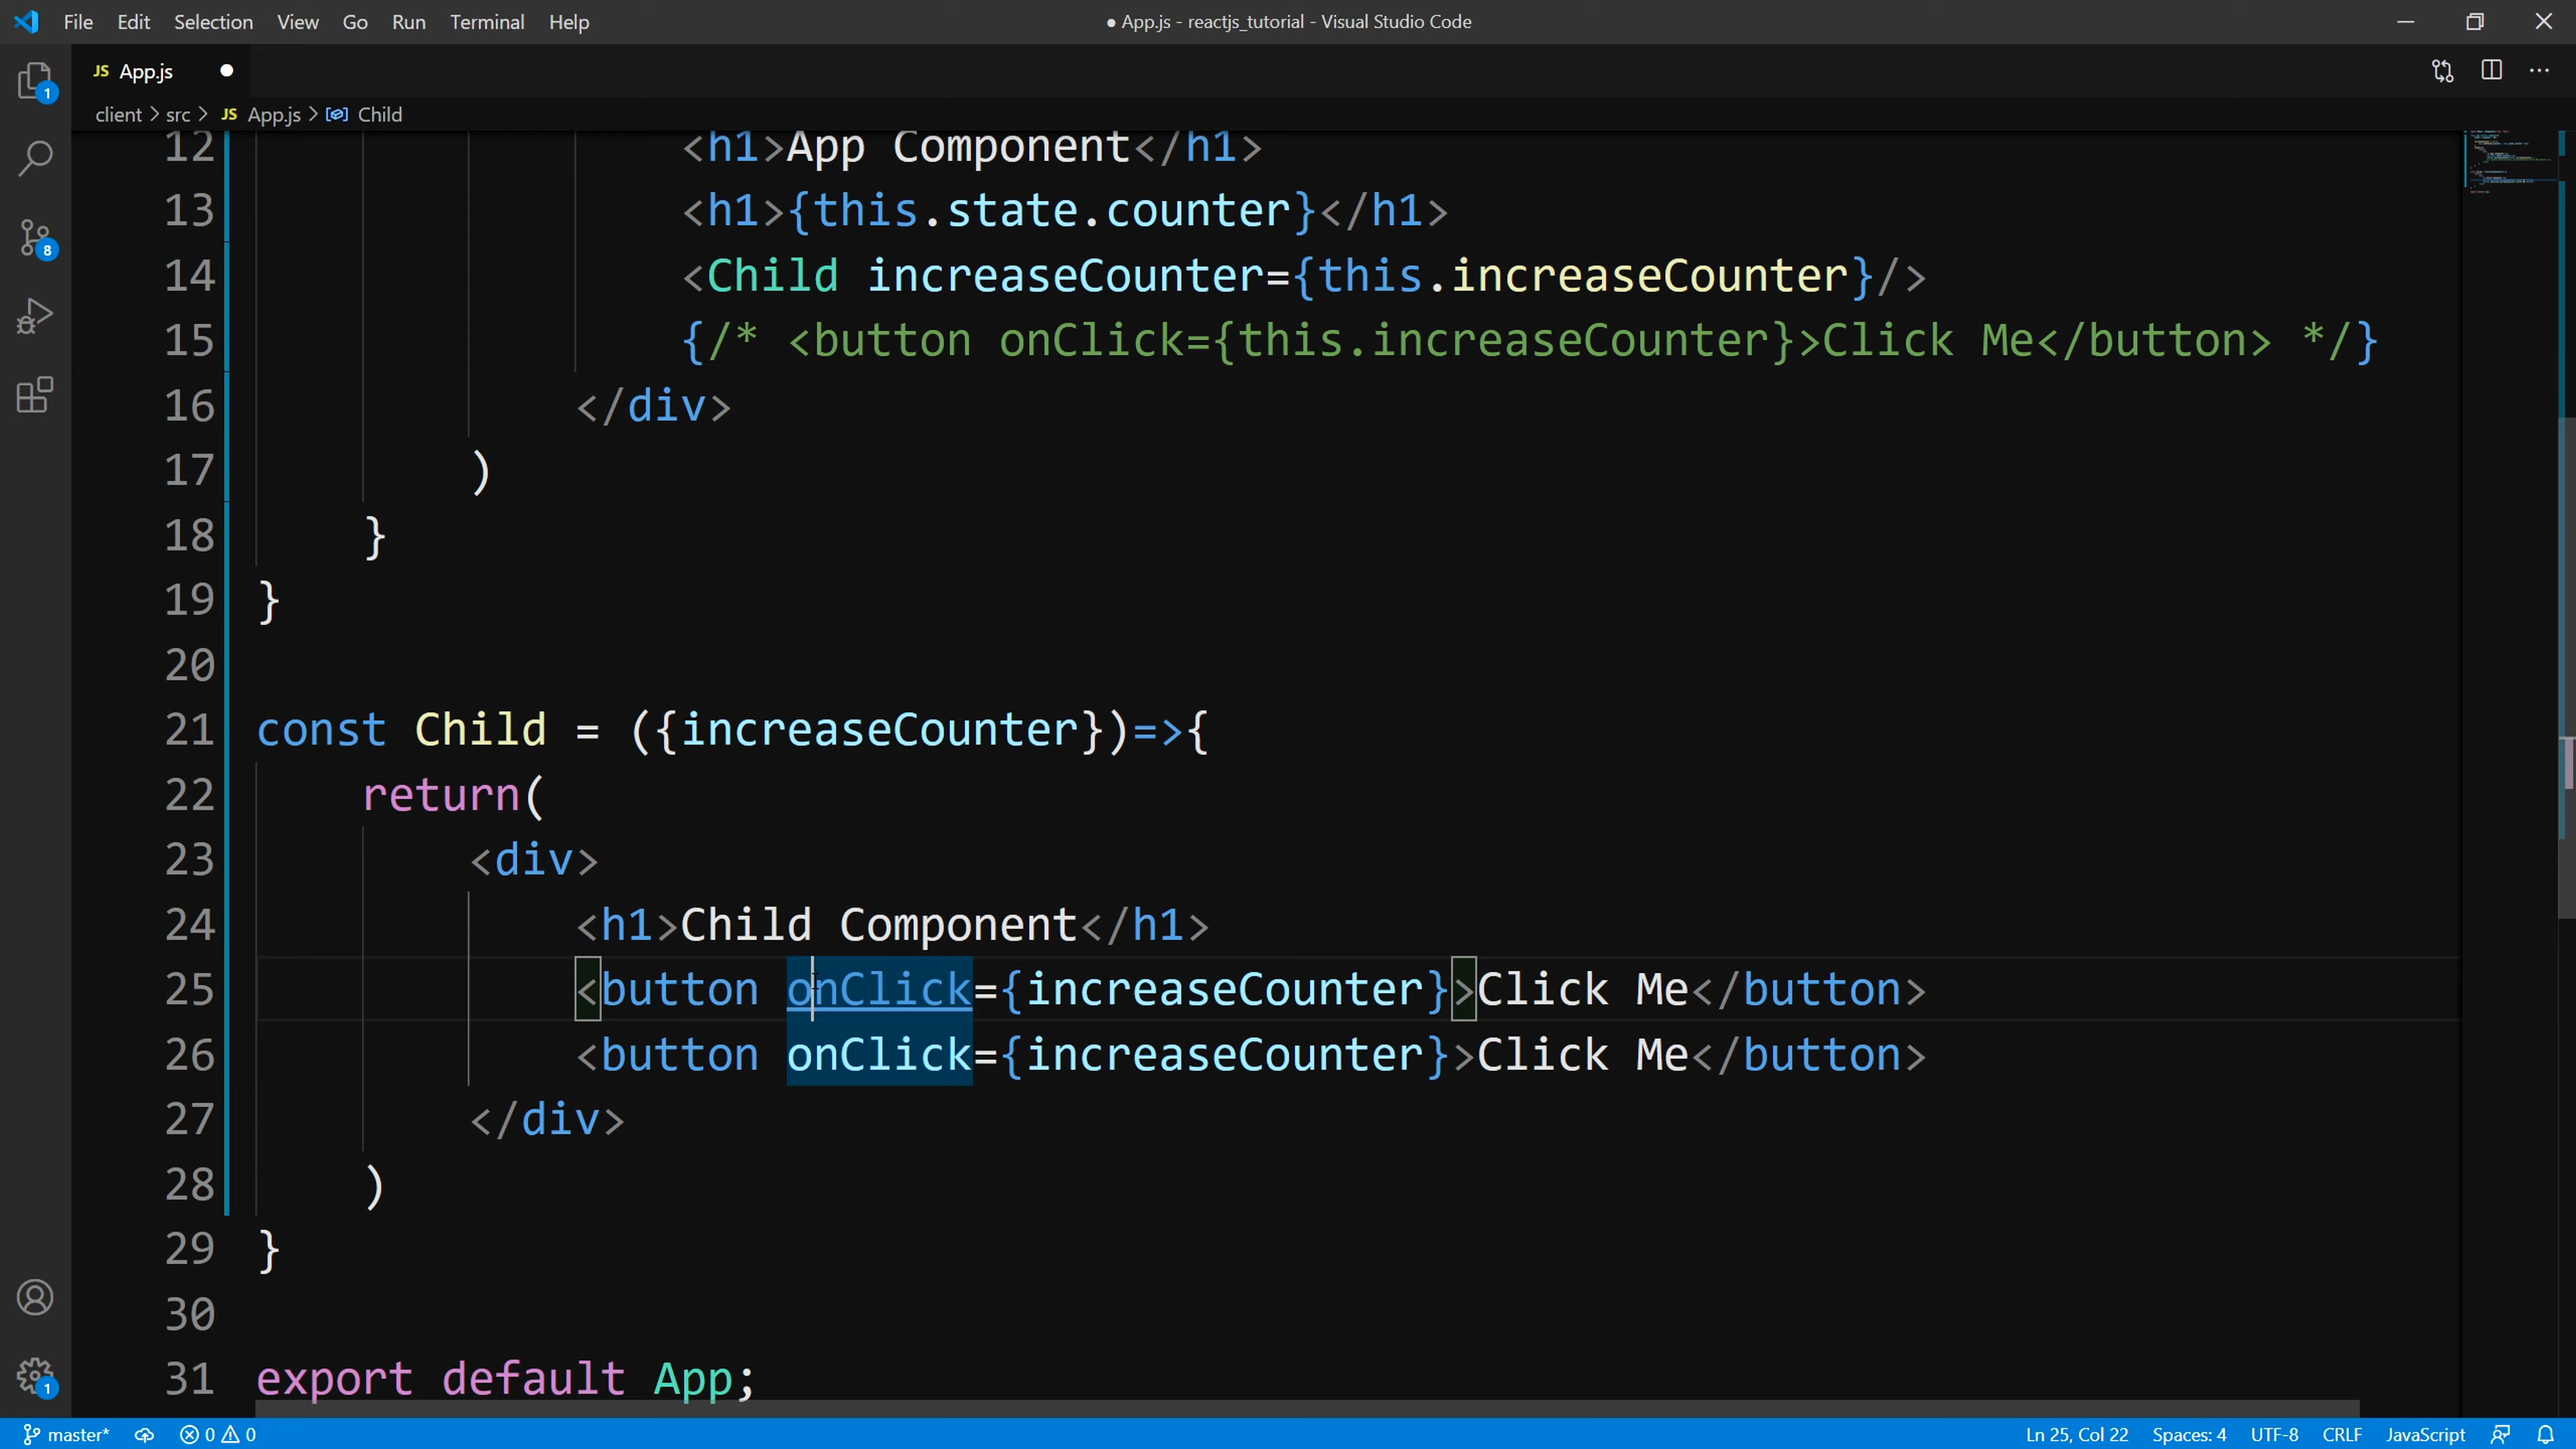 File Edit Selection View Go Run Terminal Help
● App.js - reactjs_tutorial - Visual Studio Code
JS App.js
client > src > JS App.js > Child
1
8
12 <h1>App Component</h1>
13 <h1>{this.state.counter}</h1>
14 <Child increaseCounter={this.increaseCounter}/>
15 {/* <button onClick={this.increaseCounter}>Click Me</button> */}
16 </div>
17 )
18 }
19 }
20
21 const Child = ({increaseCounter})=>{
22 return(
23 <div>
24 <h1>Child Component</h1>
25 <button onClick={increaseCounter}>Click Me</button>
26 <button onClick={increaseCounter}>Click Me</button>
27 </div>
28 )
29 }
30
31 export default App;
1
master* 0 0 Ln 25, Col 22 Spaces: 4 UTF-8 CRLF JavaScript